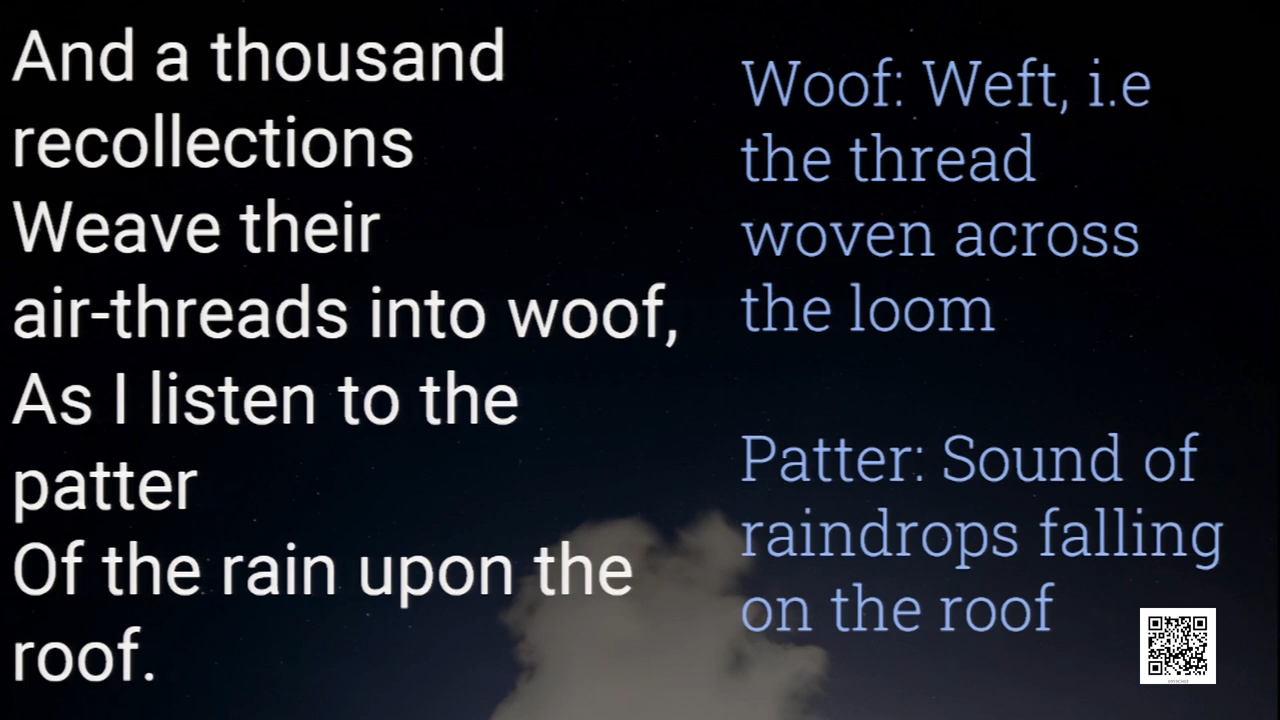 And a thousand
recollections
Weave their
air-threads into woof,
As I listen to the
patter
Of the rain upon the
roof.
Woof: Weft, i.e
the thread
woven across
the loom
Patter: Sound of
raindrops falling
on the roof